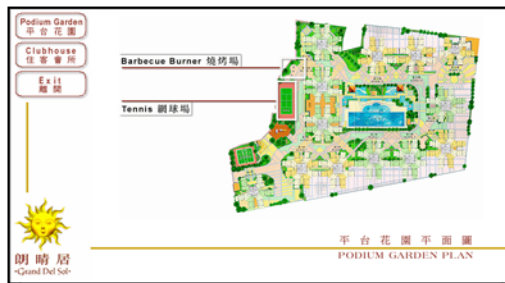 Podium Garden
平台花園
Clubhouse
住客會所
Exit
離開
Barbecue Burner 燒烤場
Tennis 網球場
朗晴居
·Grand Del Sol·
平台花園平面圖
PODIUM GARDEN PLAN